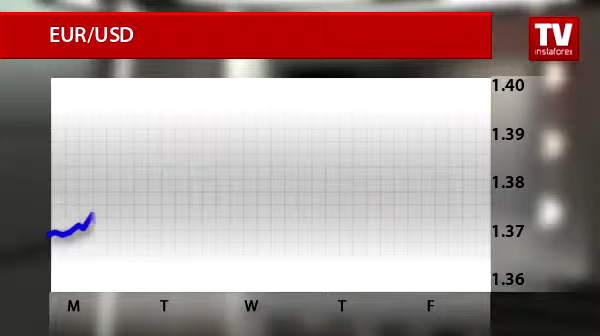 EUR/USD
TV
instaforex
1.40
1.39
1.38
1.37
1.36
M T W T F